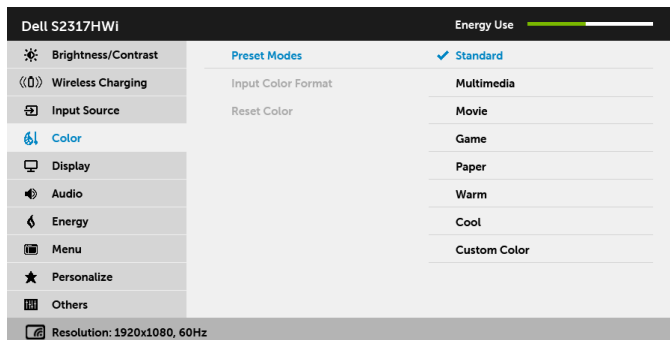 Dell S2317HWi Energy Use
Brightness/Contrast Preset Modes Standard
Wireless Charging Input Color Format Multimedia
Input Source Reset Color Movie
Color Game
Display Paper
Audio Warm
Energy Cool
Menu Custom Color
Personalize
Others
Resolution: 1920x1080, 60Hz